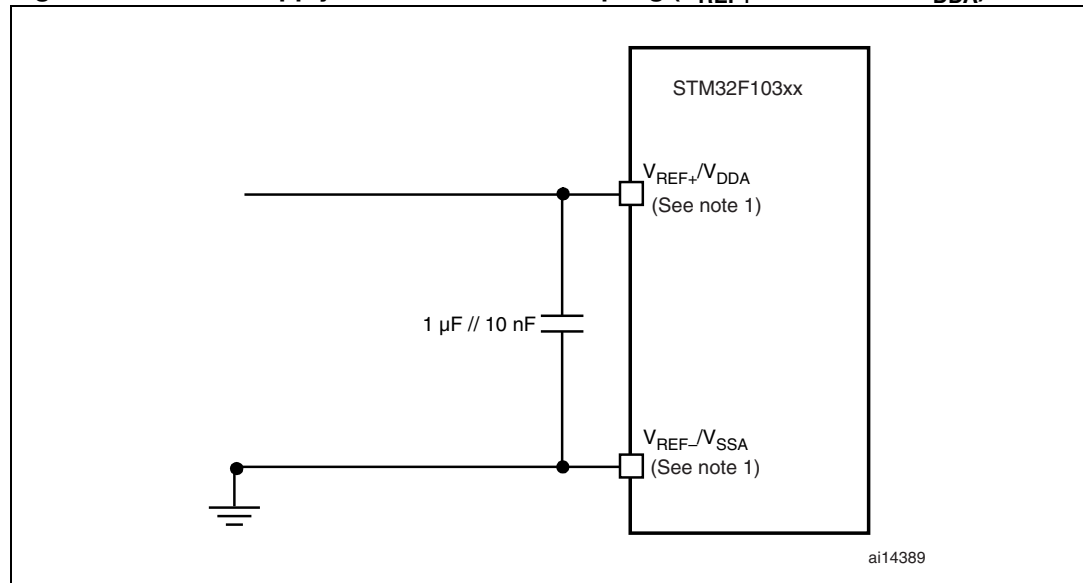 STM32F103xx
VREF+/VDDA
(See note 1)
1 µF // 10 nF
VREF–/VSSA
(See note 1)
ai14389